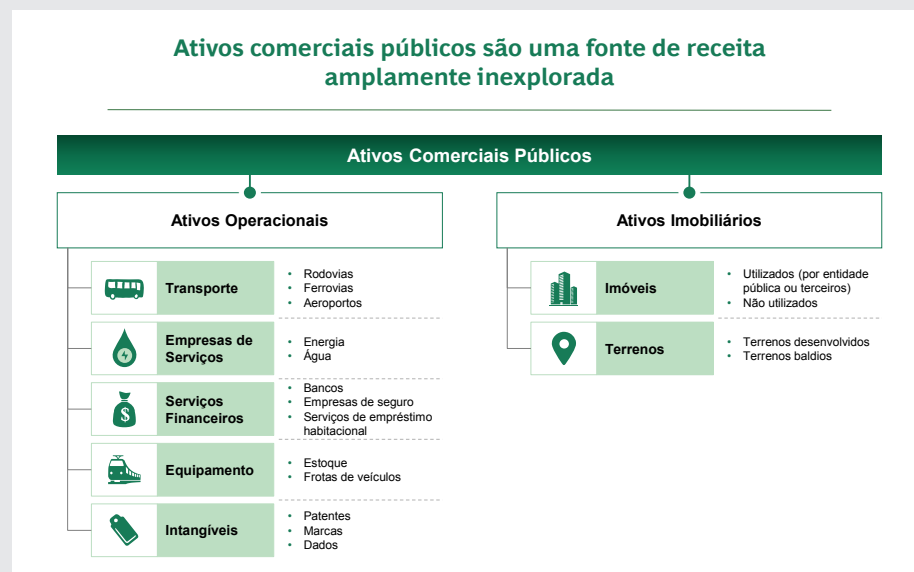 Ativos comerciais públicos são uma fonte de receita
amplamente inexplorada
Ativos Comerciais Públicos
Ativos Operacionais
Transporte
• Rodovias
• Ferrovias
• Aeroportos
Empresas de
Serviços
• Energia
• Água
Serviços
Financeiros
• Bancos
• Empresas de seguro
• Serviços de empréstimo
habitacional
Equipamento
• Estoque
• Frotas de veículos
Intangíveis
• Patentes
• Marcas
• Dados
Ativos Imobiliários
Imóveis
• Utilizados (por entidade
pública ou terceiros)
• Não utilizados
Terrenos
• Terrenos desenvolvidos
• Terrenos baldios